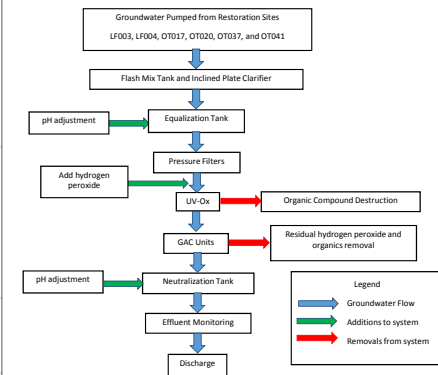 Groundwater Pumped from Restoration Sites
LF003, LF004, OT017, OT020, OT037, and OT041
Flash Mix Tank and Inclined Plate Clarifier
pH adjustment
Equalization Tank
Pressure Filters
Add hydrogen
peroxide
UV-Ox
Organic Compound Destruction
GAC Units
Residual hydrogen peroxide and
organics removal
pH adjustment
Neutralization Tank
Effluent Monitoring
Discharge
Legend
Groundwater Flow
Additions to system
Removals from system